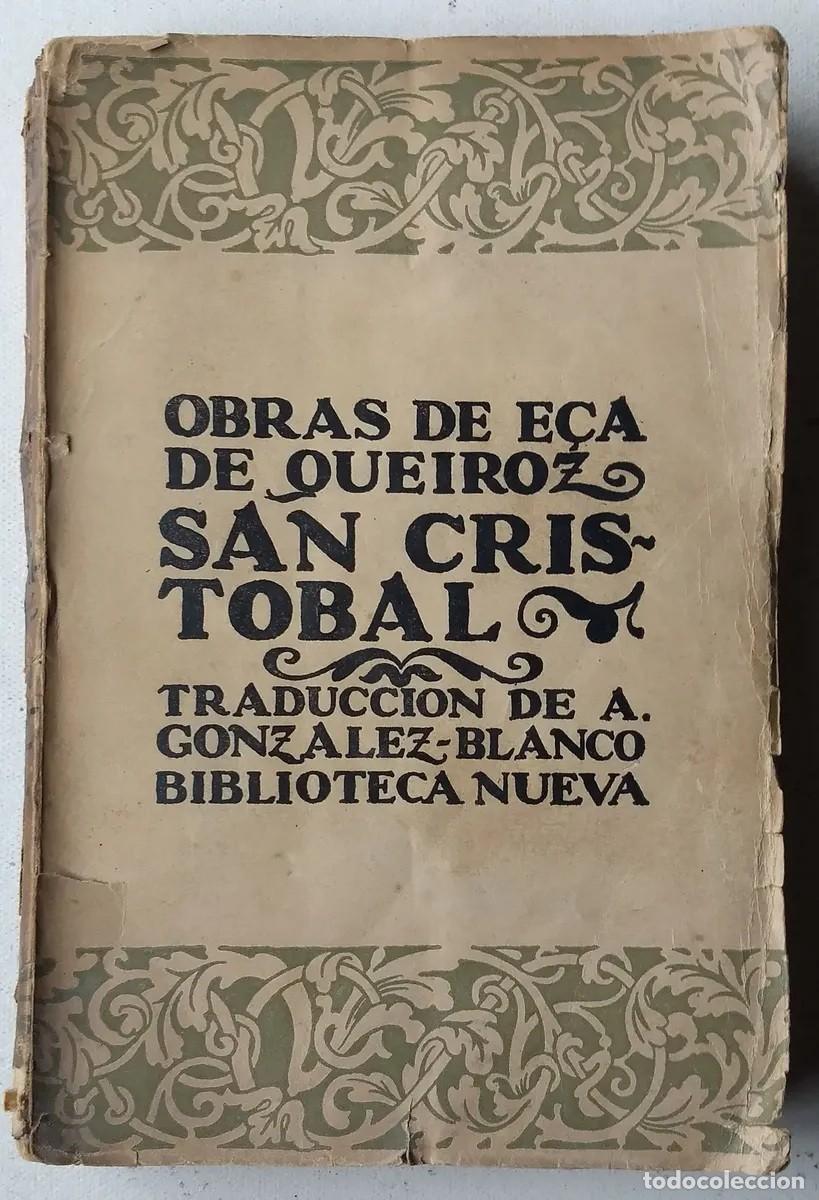 OBRAS DE EÇA
DE QUEIROZ
SAN CRIS-
TOBAL
TRADUCCION DE A.
GONZALEZ-BLANCO
BIBLIOTECA NUEVA
todocoleccion